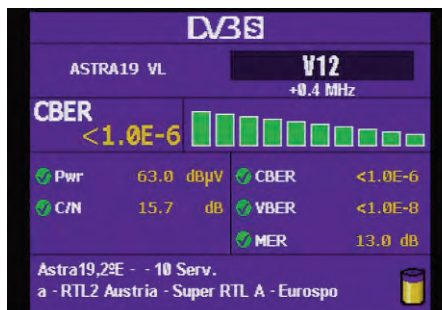 DVB S
ASTRA19 VL
V12
+0.4 MHz
CBER
<1.0E-6
Pwr 63.0 dBµV
CBER <1.0E-6
C/N 15.7 dB
VBER <1.0E-8
MER 13.0 dB
Astra19,2ºE - - 10 Serv.
a - RTL2 Austria - Super RTL A - Eurospo